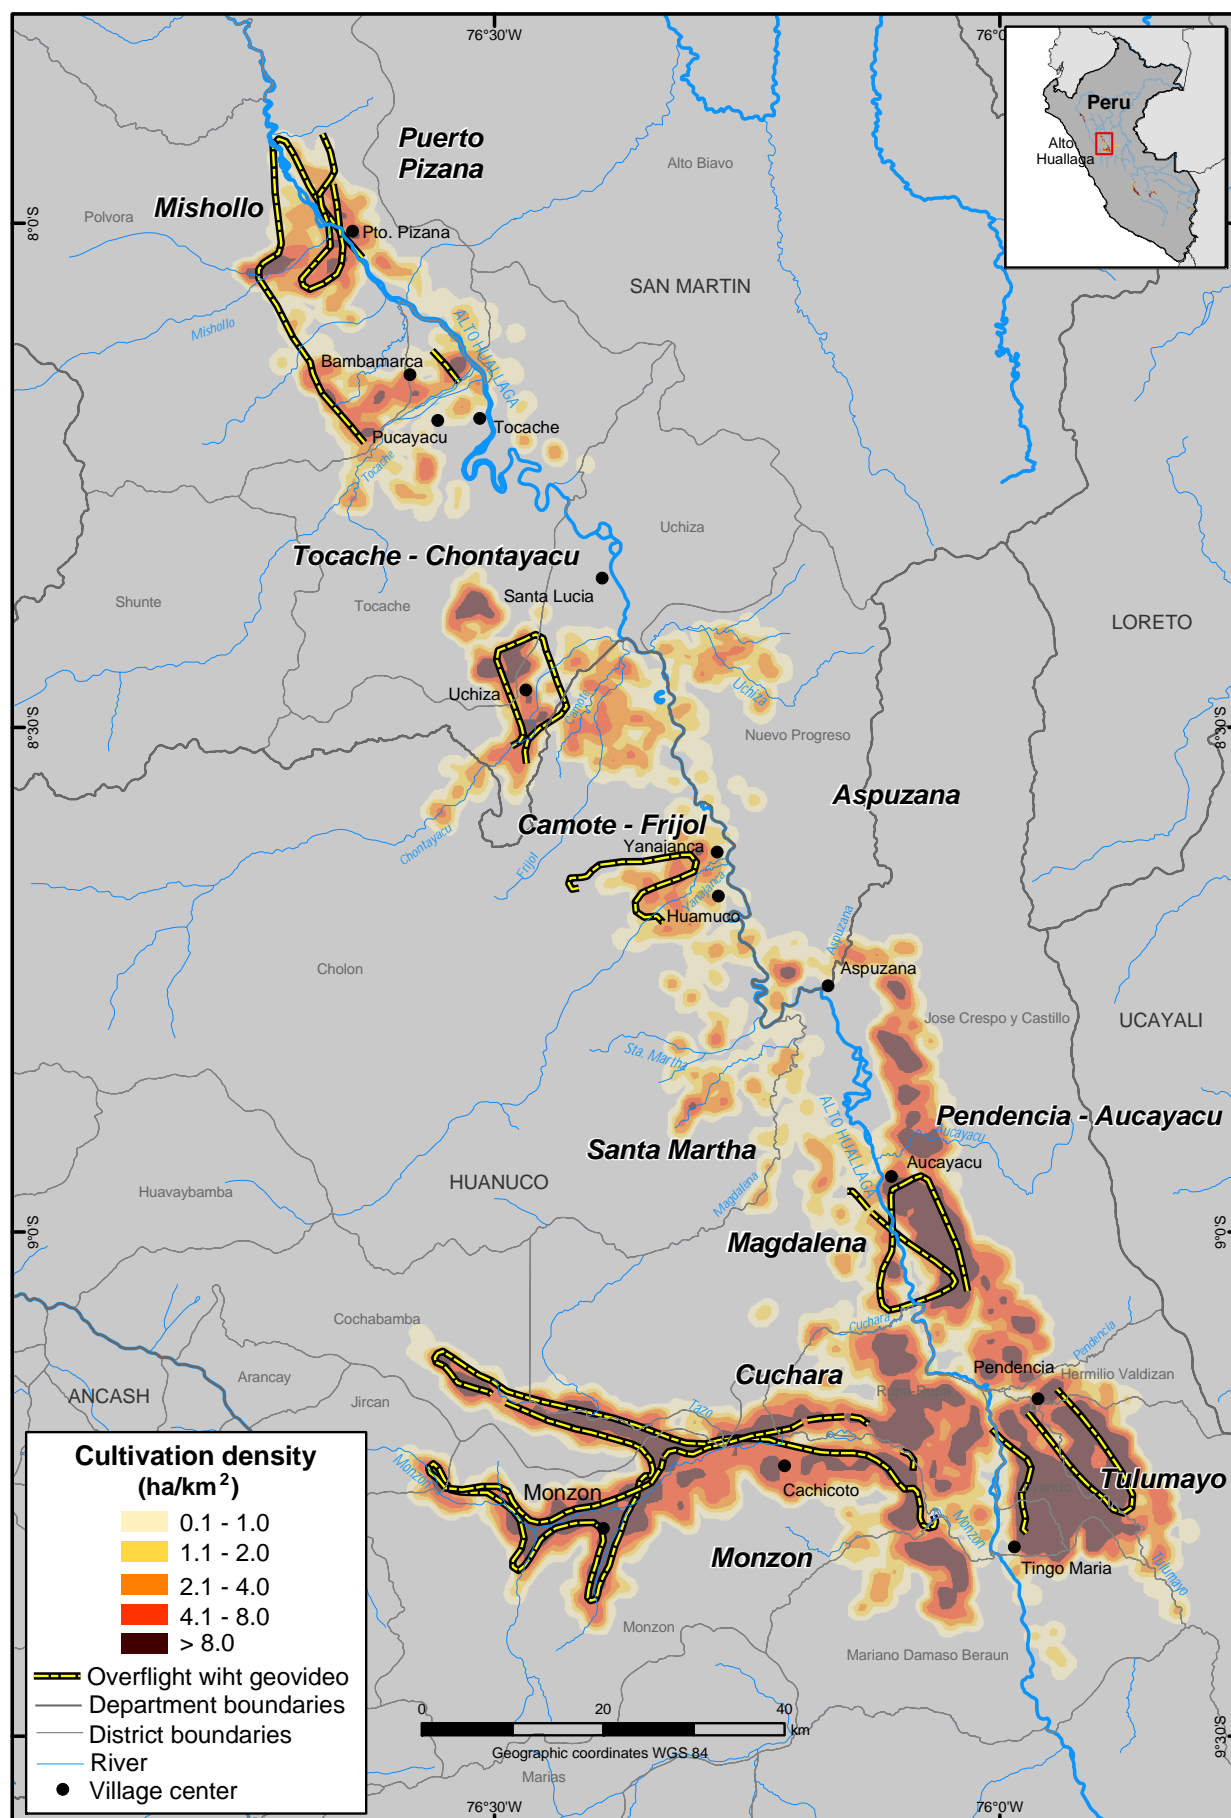 76°30'W
76°0'
Peru
Alto
Huallaga
Puerto
Pizana
Alto Biavo
Mishollo
Polvora
8°0'S
8°0'S
Pto. Pizana
SAN MARTIN
Mishollo
ALTO HUALLAGA
Bambamarca
Pucayacu
Tocache
Tocache
Uchiza
Tocache - Chontayacu
Santa Lucia
Shunte
Tocache
LORETO
Uchiza
Uchiza
Camote
8°30'S
8°30'S
Nuevo Progreso
Aspuzana
Camote - Frijol
Yanajanca
Chontayacu
Frijol
Yanajanca
Huamuco
Aspuzana
Cholon
Aspuzana
Jose Crespo y Castillo
UCAYALI
Sta. Martha
ALTO HUALLAGA
Pendencia - Aucayacu
Aucayacu
Santa Martha
Aucayacu
HUANUCO
Huavaybamba
Magdalena
9°0'S
9°0'S
Magdalena
Cuchara
Cochabamba
Pendencia
Pendencia
Arancay
Cuchara
Hermilio Valdizan
ANCASH
Jircan
Rupa-Rupa
Tazo
Monzon
Monzon
Cachicoto
Tulumayo
Monzon
Monzon
Tingo Maria
Tulumayo
Monzon
Mariano Damaso Beraun
Cultivation density
(ha/km²)
0.1 - 1.0
1.1 - 2.0
2.1 - 4.0
4.1 - 8.0
> 8.0
Overflight wiht geovideo
Department boundaries
District boundaries
River
Village center
0 20 40
km
Geographic coordinates WGS 84
Marias
9°30'S
76°30'W
76°0'W